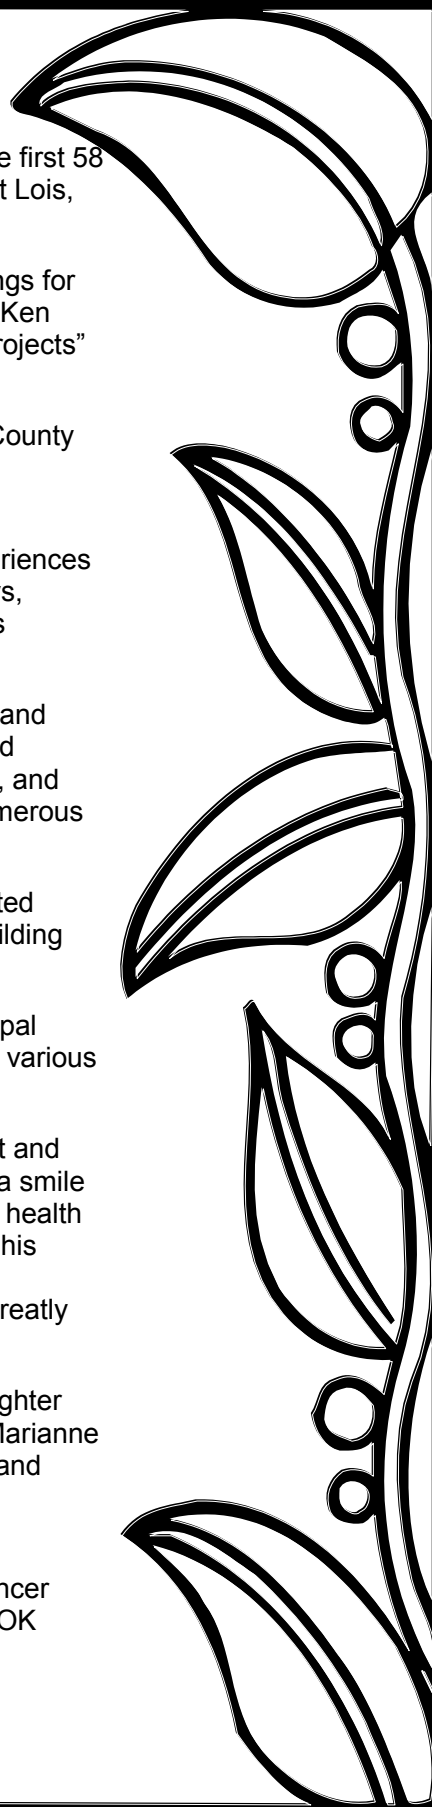 e first 58
t Lois,
ngs for
Ken
rojects”
County
riences
s,
s
and
d
, and
merous
ted
ilding
pal
various
t and
a smile
health
his
reatly
ghter
Marianne
and
ncer
OK